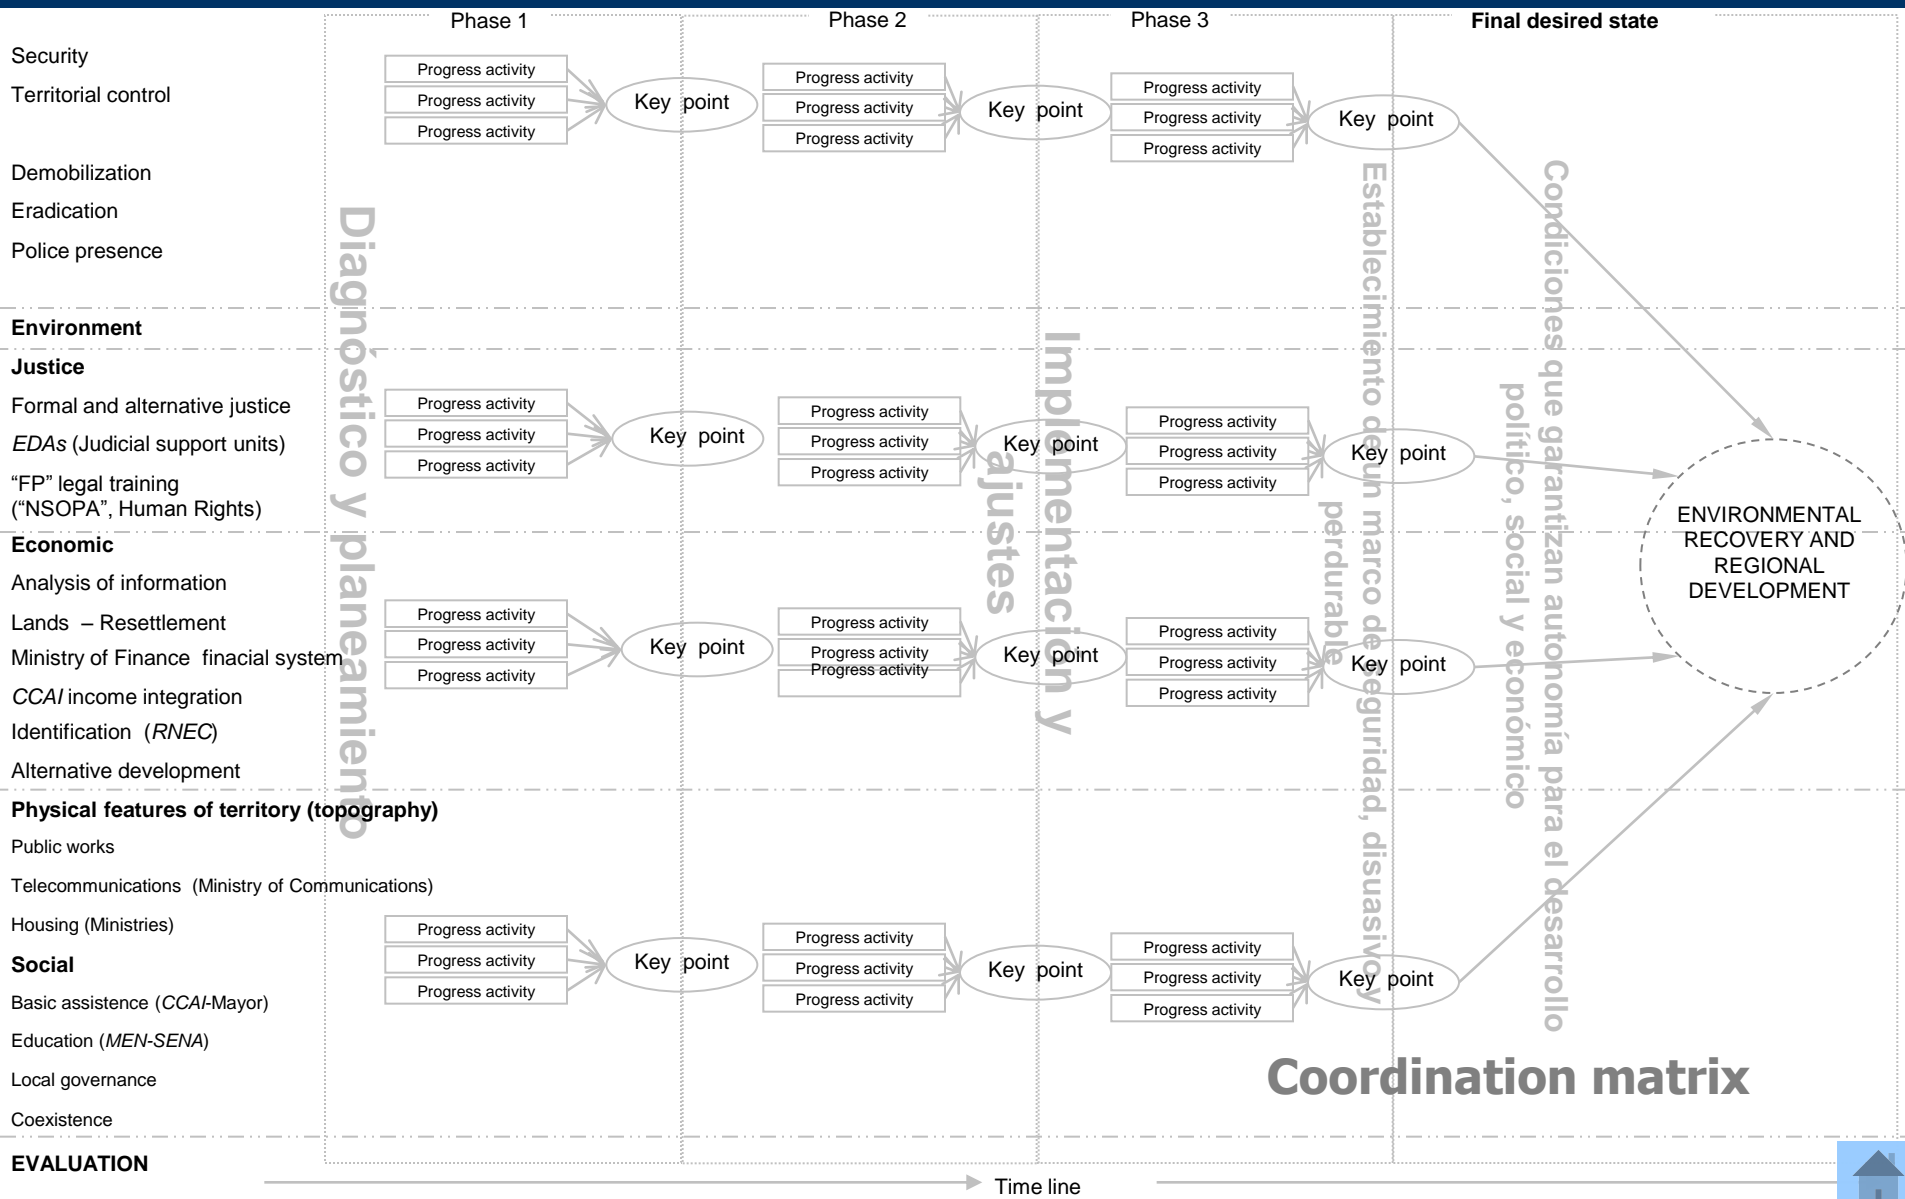 Phase 1
Phase 2
Phase 3
Final desired state
Security
Territorial control
Demobilization
Eradication
Police presence
Progress activity
Progress activity
Progress activity
Key point
Progress activity
Progress activity
Progress activity
Key point
Progress activity
Progress activity
Progress activity
Key point
Environment
Justice
Formal and alternative justice
EDAs (Judicial support units)
“FP” legal training
(“NSOPA”, Human Rights)
Progress activity
Progress activity
Progress activity
Key point
Progress activity
Progress activity
Progress activity
Key point
Progress activity
Progress activity
Progress activity
Key point
Economic
Analysis of information
Lands – Resettlement
Ministry of Finance finacial system
CCAI income integration
Identification (RNEC)
Alternative development
Progress activity
Progress activity
Progress activity
Key point
Progress activity
Progress activity
Progress activity
Key point
Progress activity
Progress activity
Progress activity
Key point
Physical features of territory (topography)
Public works
Telecommunications (Ministry of Communications)
Housing (Ministries)
Social
Basic assistence (CCAI-Mayor)
Education (MEN-SENA)
Local governance
Coexistence
Progress activity
Progress activity
Progress activity
Key point
Progress activity
Progress activity
Progress activity
Key point
Progress activity
Progress activity
Progress activity
Key point
Diagnóstico y planeamiento
Implementación y
ajustes
Establecimiento de un marco de seguridad, disuasivo y
perdurable
Condiciones que garantizan autonomía para el desarrollo
político, social y económico
ENVIRONMENTAL
RECOVERY AND
REGIONAL
DEVELOPMENT
Coordination matrix
EVALUATION
Time line